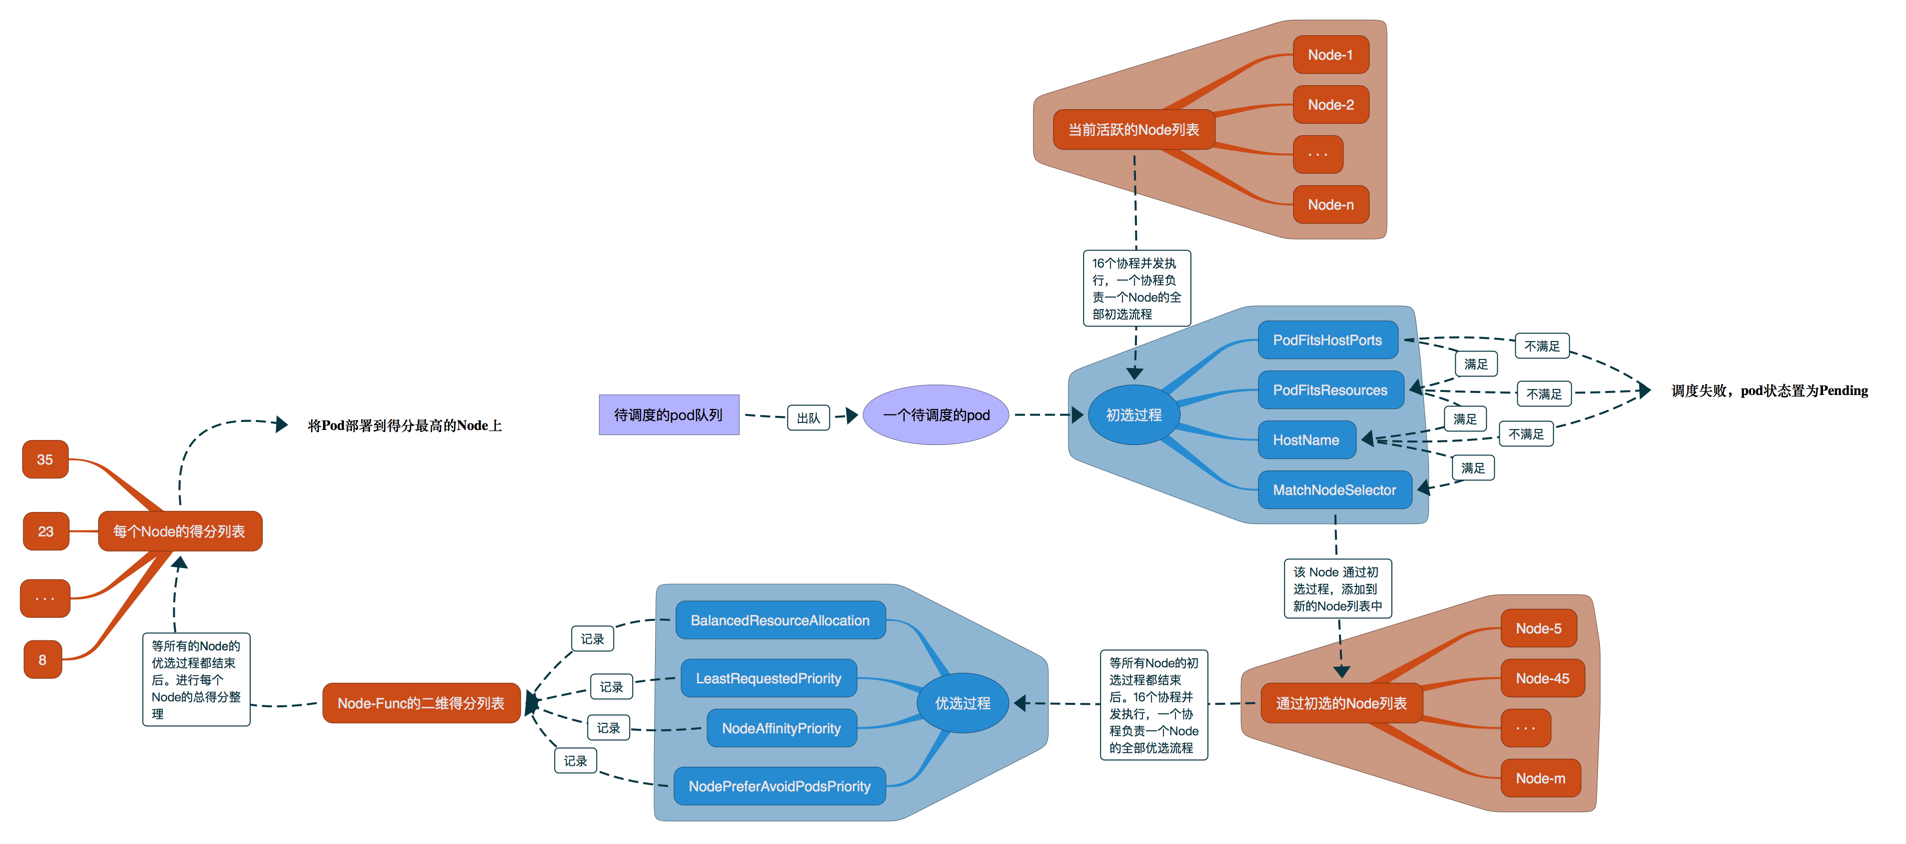 Node-1
Node-2
当前活跃的Node列表
···
Node-n
16个协程并发执
行，一个协程负
责一个Node的全
部初选流程
PodFitsHostPorts
不满足
满足
PodFitsResources
不满足
调度失败，pod状态置为Pending
待调度的pod队列
出队
一个待调度的pod
初选过程
满足
HostName
不满足
满足
MatchNodeSelector
将Pod部署到得分最高的Node上
35
23
每个Node的得分列表
···
8
等所有的Node的
优选过程都结束
后。进行每个
Node的总得分整
理
Node-Func的二维得分列表
记录
记录
记录
记录
BalancedResourceAllocation
LeastRequestedPriority
NodeAffinityPriority
NodePreferAvoidPodsPriority
优选过程
等所有Node的初
选过程都结束
后。16个协程并
发执行，一个协
程负责一个Node
的全部优选流程
该 Node 通过初
选过程，添加到
新的Node列表中
通过初选的Node列表
Node-5
Node-45
···
Node-m